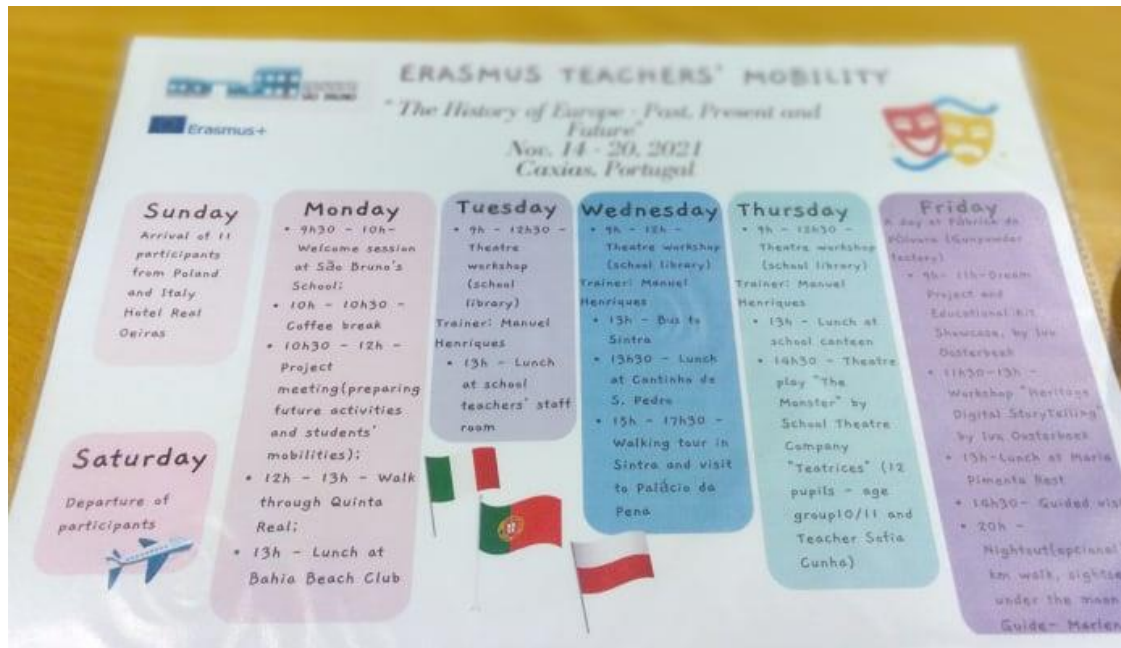 SÃO BRUNO
Erasmus+
ERASMUS TEACHERS' MOBILITY
"The History of Europe - Past, Present and
Future"
Nov. 14 - 20, 2021
Caxias, Portugal
Sunday
Arrival of 11
participants
from Poland
and Italy
Hotel Real
Oeiras
Saturday
Departure of
participants
Monday
• 9h30 - 10h-
Welcome session
at São Bruno's
School;
• 10h - 10h30 -
Coffee break
• 10h30 - 12h -
Project
meeting(preparing
future activities
and students'
mobilities);
• 12h - 13h - Walk
through Quinta
Real;
• 13h - Lunch at
Bahia Beach Club
Tuesday
• 9h - 12h30 -
Theatre
workshop
(school
library)
Trainer: Manuel
Henriques
• 13h - Lunch
at school
teachers' staff
room
Wednesday
• 9h - 12h -
Theatre workshop
(school library)
Trainer: Manuel
Henriques
• 13h - Bus to
Sintra
• 13h30 - Lunch
at Cantinho de
S. Pedro
• 15h - 17h30 -
Walking tour in
Sintra and visit
to Palácio da
Pena
Thursday
• 9h - 12h30 -
Theatre workshop
(school library)
Trainer: Manuel
Henriques
• 13h - Lunch at
school canteen
• 14h30 - Theatre
play "The
Monster" by
School Theatre
Company
"Teatrices" (12
pupils - age
group10/11 and
Teacher Sofia
Cunha)
Friday
A day at Fábrica da
Pólvora (Gunpowder
factory)
• 9h- 11h-Dream
Project and
Educational Kit
Showcase, by Ivo
Oosterbeek
• 11h30-13h -
Workshop "Heritage
Digital StoryTelling"
by Ivo Oosterbeek
• 13h-Lunch at Maria
Pimenta Rest
• 14h30- Guided
• 20h -
Nightout(opcional
km walk,
under the moon
Guide-